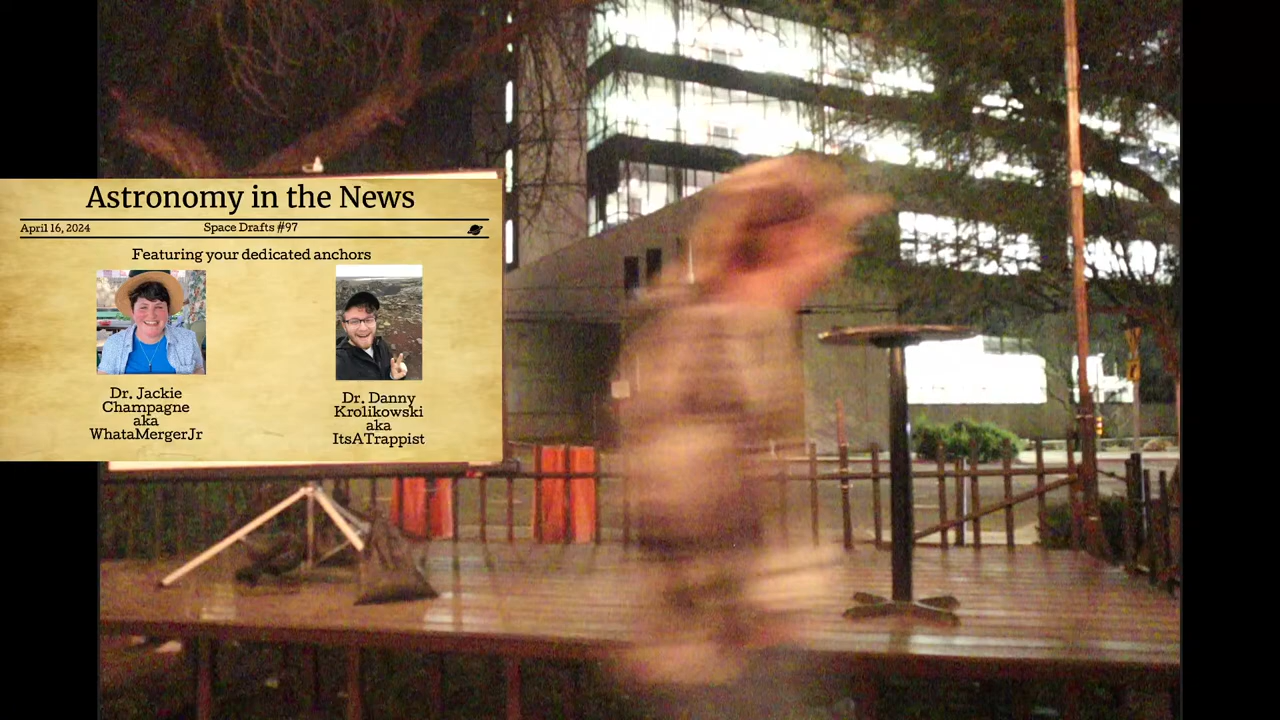 Astronomy in the News
April 16, 2024 Space Drafts #97
Featuring your dedicated anchors
Dr. Jackie
Champagne
aka
WhataMergerJr
Dr. Danny
Krolikowski
aka
ItsATrappist